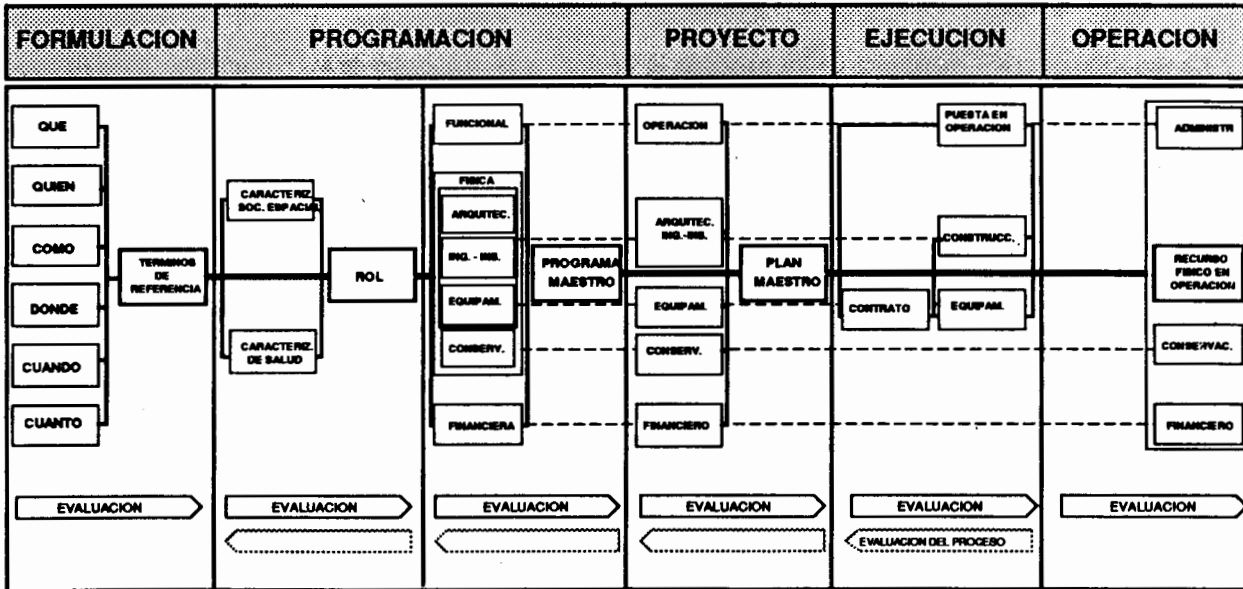 FORMULACION
PROGRAMACION
PROYECTO
EJECUCION
OPERACION
QUE
QUIEN
COMO
DONDE
CUANDO
CUANTO
TERMINOS
DE
REFERENCIA
CARACTERIZ.
SOC. ESPACIAL
CARACTERIZ.
DE SALUD
ROL
FUNCIONAL
FISICA
ARQUITEC.
ING. - INS.
EQUIPAM.
CONSERV.
FINANCIERA
PROGRAMA
MAESTRO
OPERACION
ARQUITEC.
ING.-INS.
EQUIPAM.
CONSERV.
FINANCIERO
PLAN
MAESTRO
PUESTA EN
OPERACION
CONSTRUCC.
CONTRATO
EQUIPAM.
ADMINISTR
RECURSO
FISICO EN
OPERACION
CONSERVAC.
FINANCIERO
EVALUACION
EVALUACION
EVALUACION
EVALUACION
EVALUACION
EVALUACION
EVALUACION DEL PROCESO